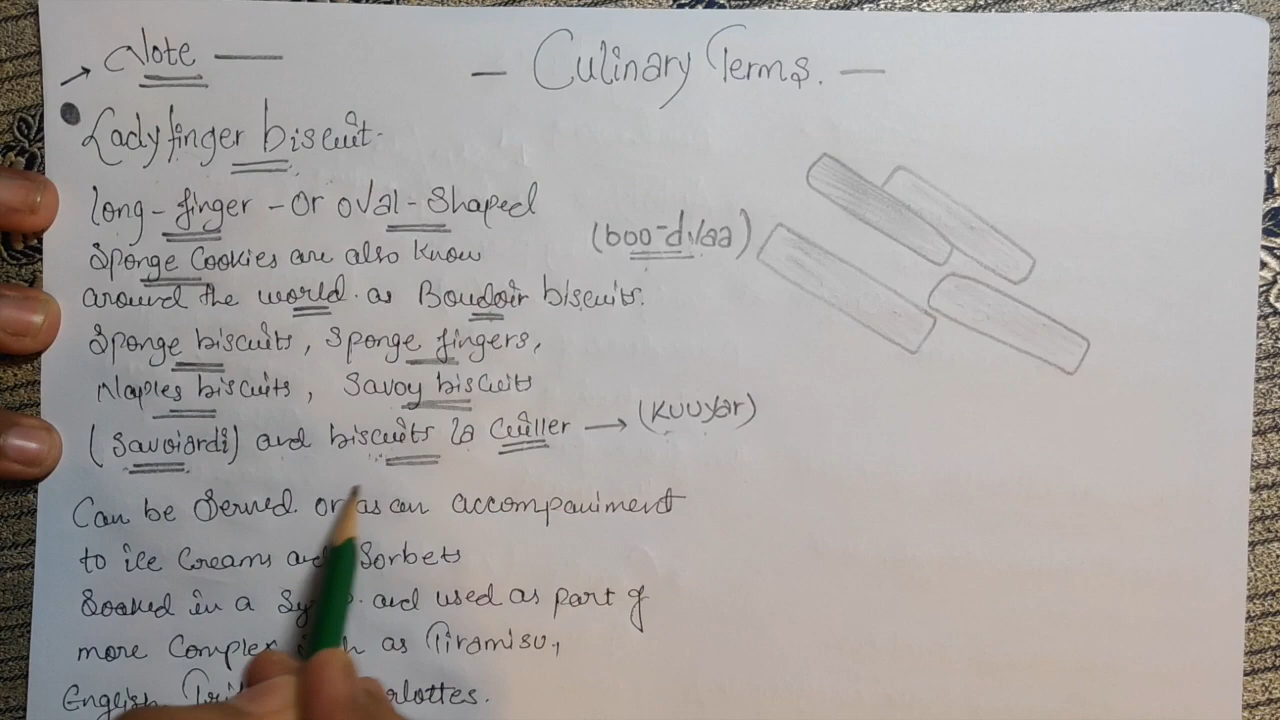 Note —
- Culinary Terms. -
Lady finger biscuit.
long-finger-or oval-Shaped
Sponge Cookies are also know
(boo-dvaa)
around the world. as Boudoir biscuits.
Sponge biscuits, Sponge fingers,
Naples biscuits, Savoy biscuits
(Savoiardi) and biscuits la Cuiller → (KUUyar)
Can be Served. or as an accompaniment
to ice Creams and Sorbets
Soaked in a and used as part of
more Complex as Tiramisu,
English